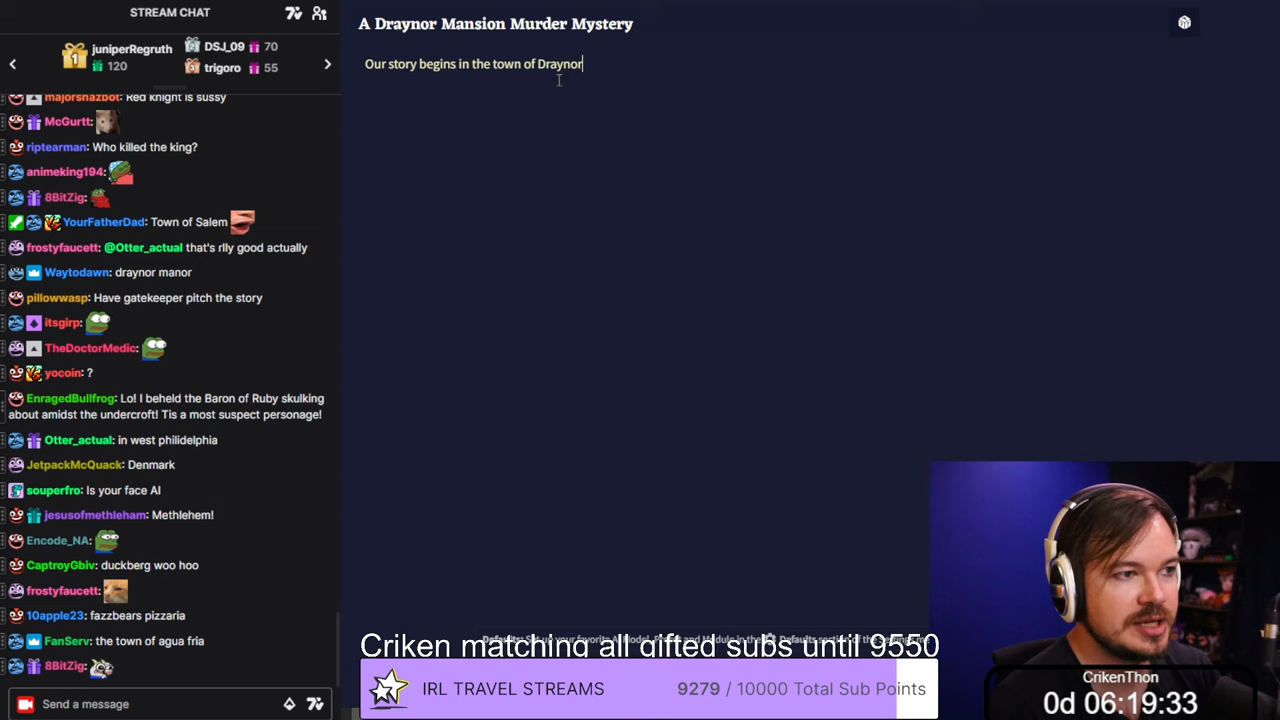 STREAM CHAT
A Draynor Mansion Murder Mystery
juniperRegruth
120
DSJ_09 70
trigoro 55
Our story begins in the town of Draynor
majorshazbot: Red knight is sussy
McGurtt:
riptearman: Who killed the king?
animeking194:
8BitZig:
YourFatherDad: Town of Salem
frostyfaucett: @Otter_actual that's rlly good actually
Waytodawn: draynor manor
pillowwasp: Have gatekeeper pitch the story
itsgirp:
TheDoctorMedic:
yocoin: ?
EnragedBullfrog: Lo! I beheld the Baron of Ruby skulking
about amidst the undercroft! Tis a most suspect personage!
Otter_actual: in west philidelphia
JetpackMcQuack: Denmark
souperfro: Is your face AI
jesusofmethleham: Methlehem!
Encode_NA:
CaptroyGbiv: duckberg woo hoo
frostyfaucett:
10apple23: fazzbears pizzaria
FanServ: the town of agua fria
8BitZig:
Send a message
Criken matching all gifted subs until 9550
IRL TRAVEL STREAMS 9279 / 10000 Total Sub Points
CrikenThon
0d 06:19:33